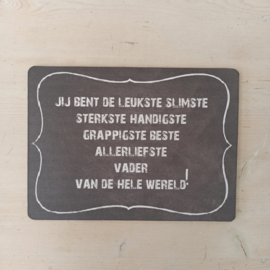 JIJ BENT DE LEUKSTE SLIMSTE
STERKSTE HANDIGSTE
GRAPPIGSTE BESTE
ALLERLIEFSTE
VADER
VAN DE HELE WERELD!